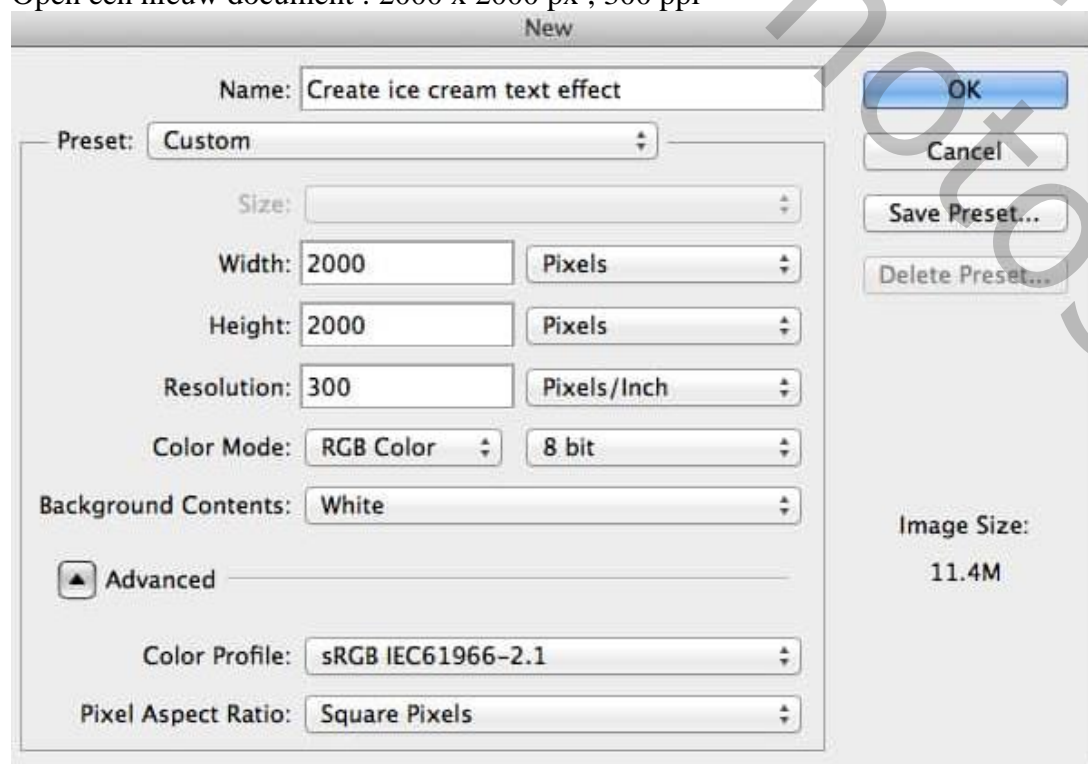 Open een nieuw document : 2000 x 2000 px ; 300 ppi
New
Name: Create ice cream text effect
OK
Preset: Custom
Cancel
Size:
Save Preset...
Width: 2000 Pixels
Delete Preset...
Height: 2000 Pixels
Resolution: 300 Pixels/Inch
Color Mode: RGB Color 8 bit
Background Contents: White
Image Size:
Advanced
11.4M
Color Profile: sRGB IEC61966-2.1
Pixel Aspect Ratio: Square Pixels